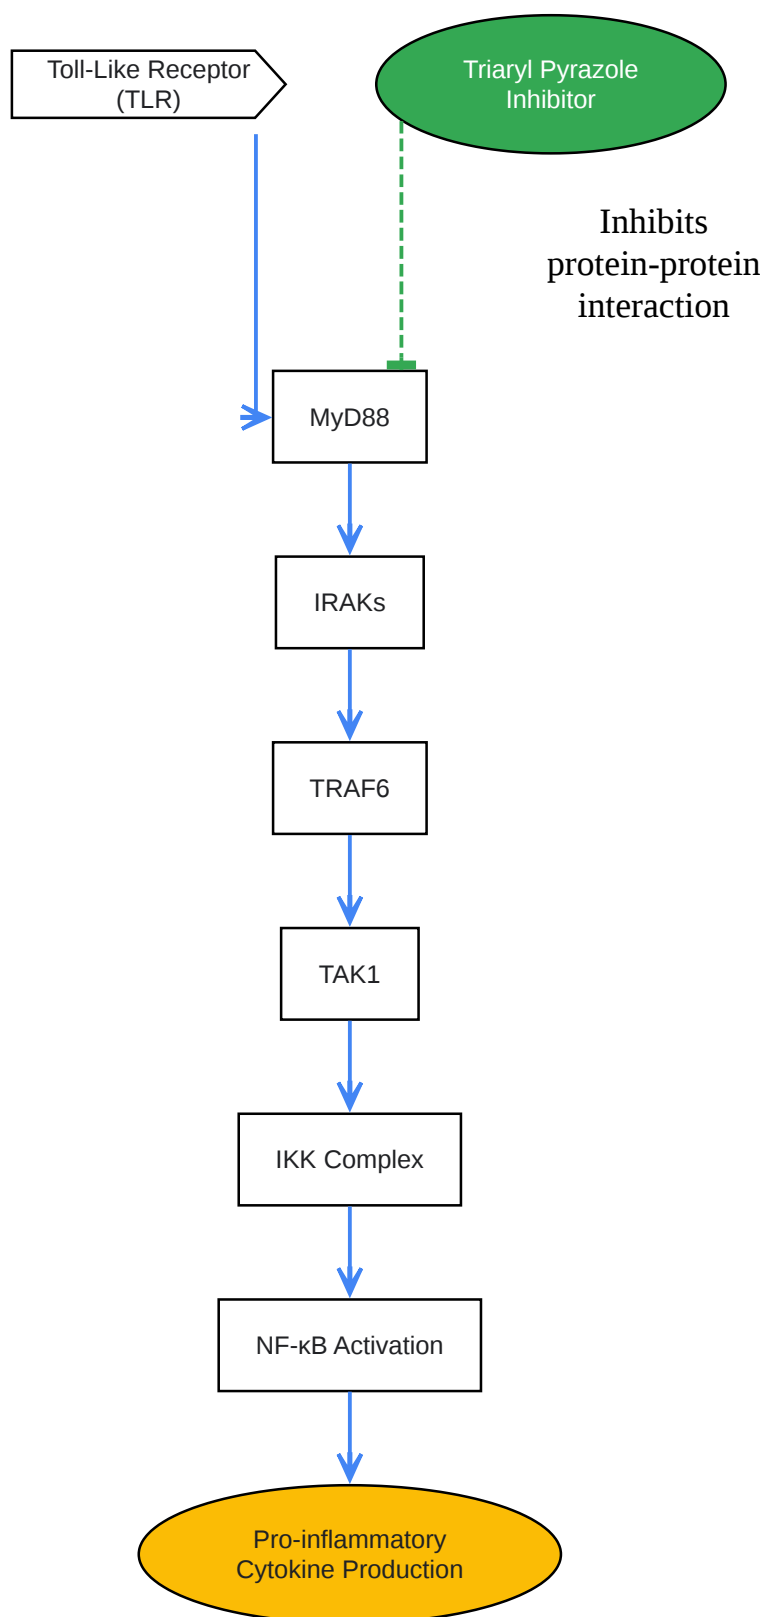 Toll-Like Receptor
(TLR)
Triaryl Pyrazole
Inhibitor
Inhibits
protein-protein
interaction
MyD88
IRAKs
TRAF6
TAK1
IKK Complex
NF-κB Activation
Pro-inflammatory
Cytokine Production